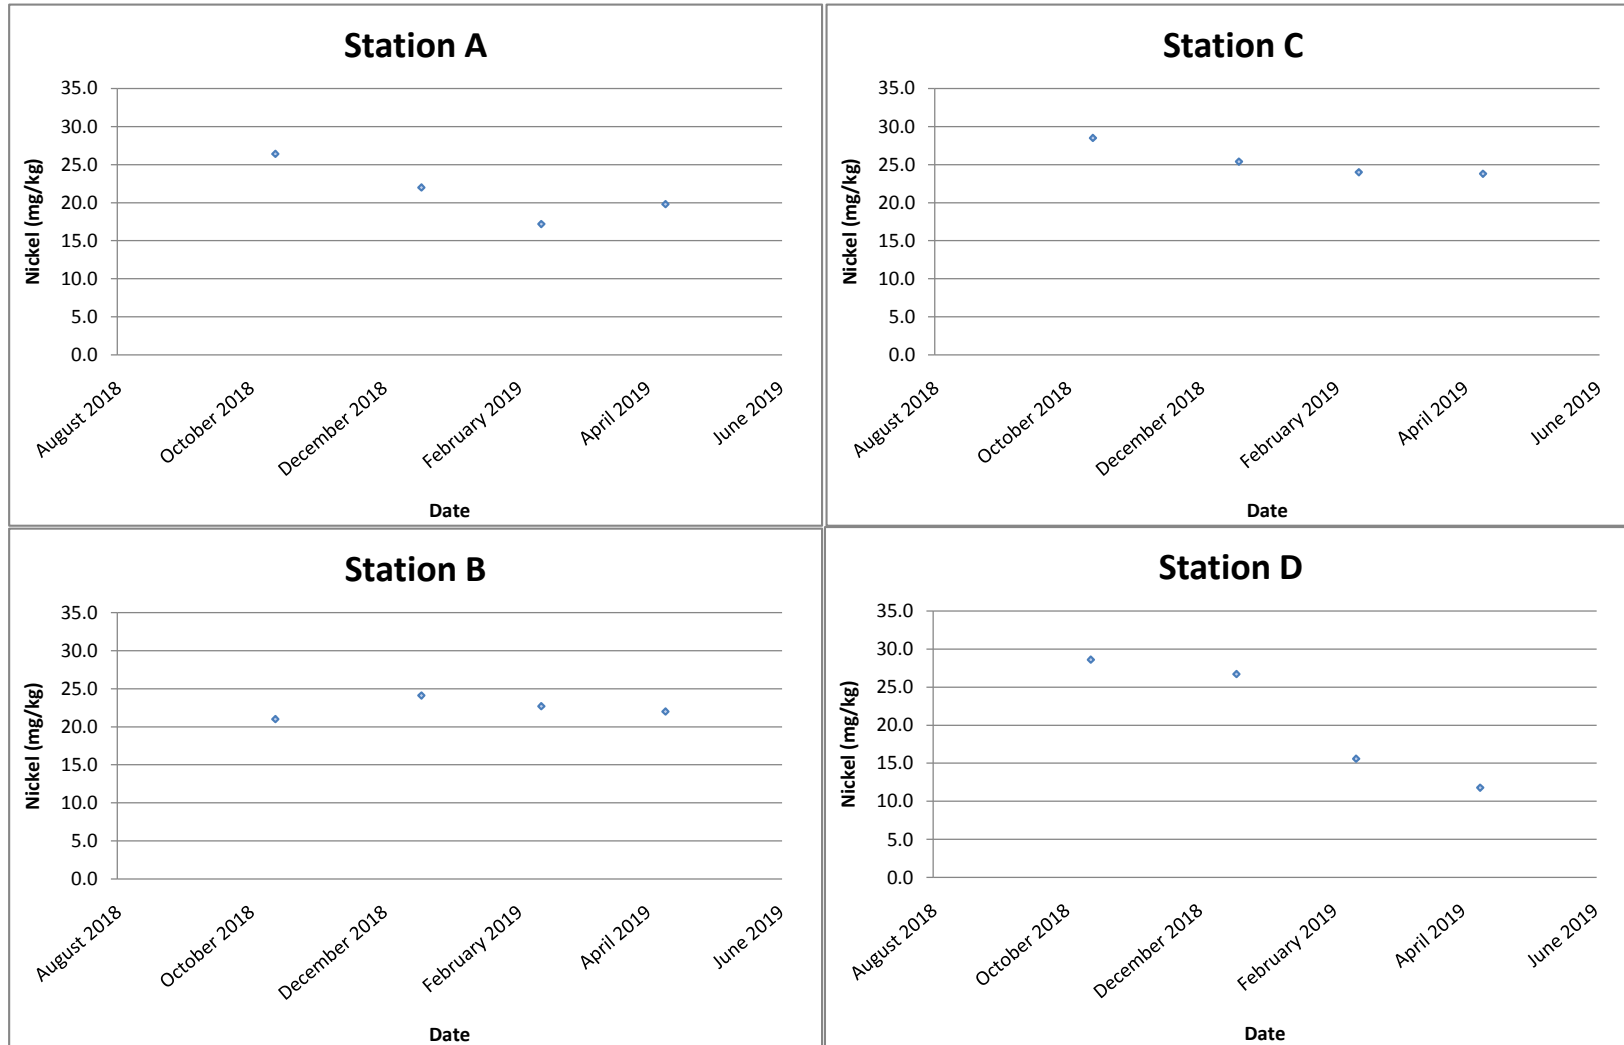 Station A
35.0
30.0
25.0
20.0
15.0
10.0
5.0
0.0
Nickel (mg/kg)
August 2018
October 2018
December 2018
February 2019
April 2019
June 2019
Date
Station C
35.0
30.0
25.0
20.0
15.0
10.0
5.0
0.0
Nickel (mg/kg)
August 2018
October 2018
December 2018
February 2019
April 2019
June 2019
Date
Station B
35.0
30.0
25.0
20.0
15.0
10.0
5.0
0.0
Nickel (mg/kg)
August 2018
October 2018
December 2018
February 2019
April 2019
June 2019
Date
Station D
35.0
30.0
25.0
20.0
15.0
10.0
5.0
0.0
Nickel (mg/kg)
August 2018
October 2018
December 2018
February 2019
April 2019
June 2019
Date